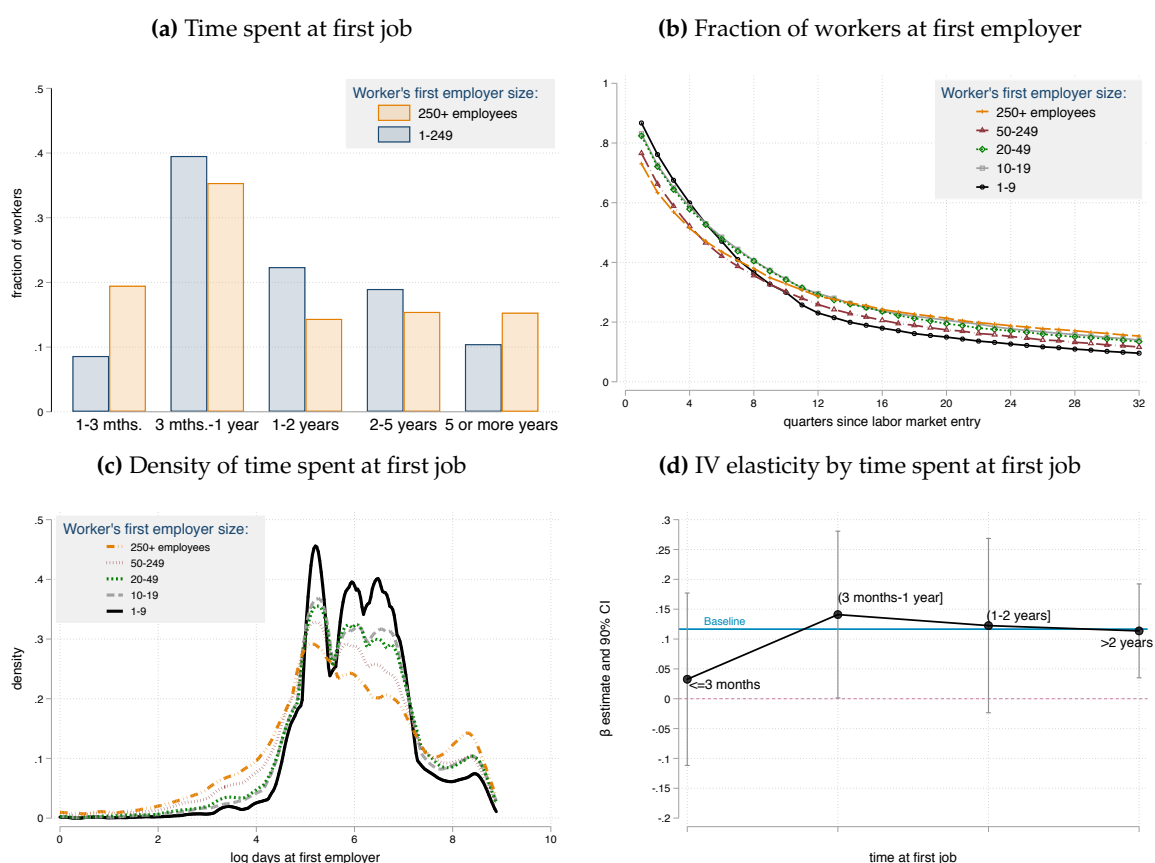 (a) Time spent at first job
.5
.4
.3
.2
.1
0
fraction of workers
Worker's first employer size:
250+ employees
1-249
1-3 mths.
3 mths.-1 year
1-2 years
2-5 years
5 or more years
(b) Fraction of workers at first employer
1
.8
.6
.4
.2
0
Worker's first employer size:
250+ employees
50-249
20-49
10-19
1-9
0
4
8
12
16
20
24
28
32
quarters since labor market entry
(c) Density of time spent at first job
.5
.4
.3
.2
.1
0
density
Worker's first employer size:
250+ employees
50-249
20-49
10-19
1-9
0
2
4
6
8
10
log days at first employer
(d) IV elasticity by time spent at first job
.3
.25
.2
.15
.1
.05
0
-.05
-.1
-.15
-.2
β estimate and 90% CI
Baseline
<=3 months
(3 months-1 year]
(1-2 years]
>2 years
time at first job